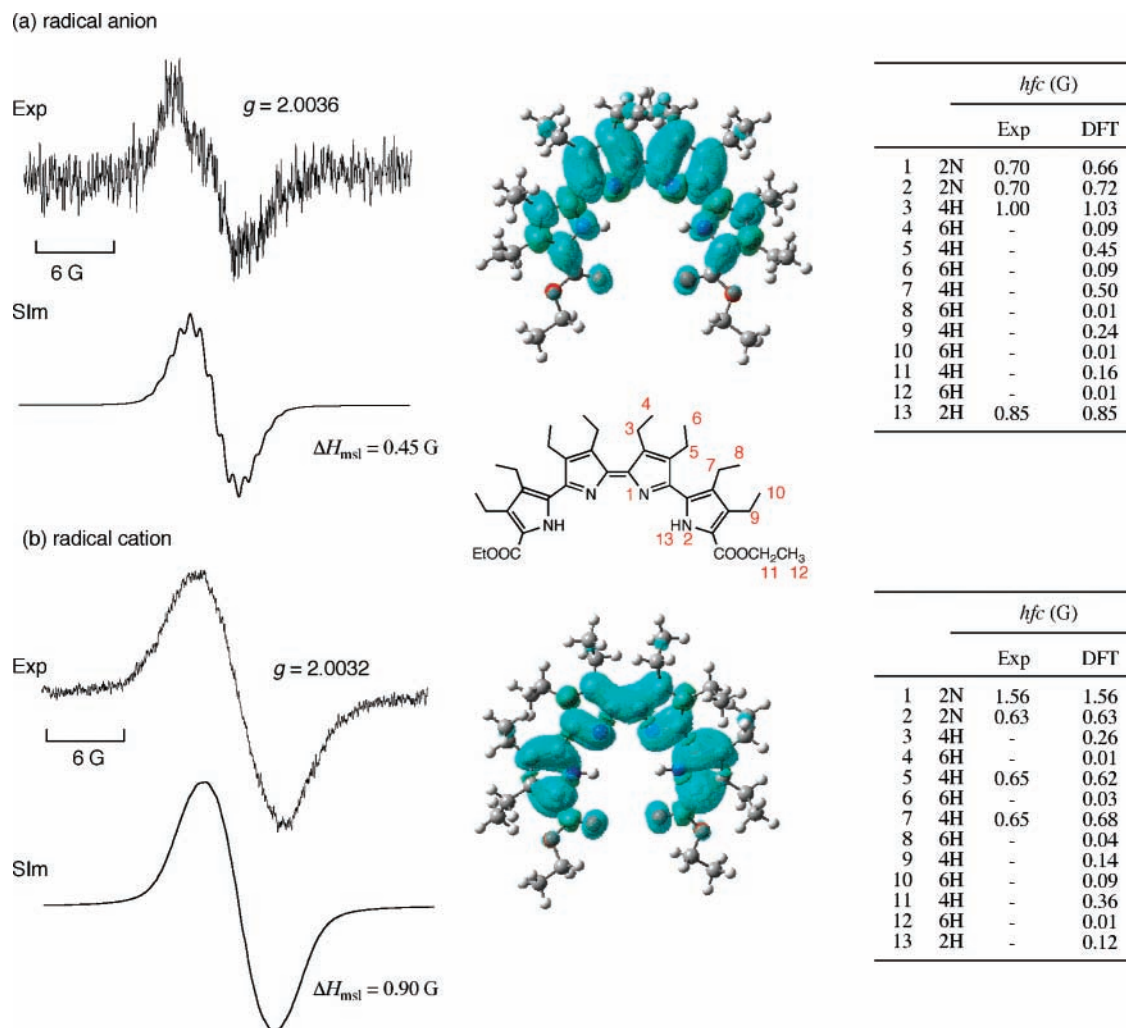 (a) radical anion
Exp
g = 2.0036
6 G
SIm
ΔHmsl = 0.45 G
hfc (G)
Exp DFT
1 2N 0.70 0.66
2 2N 0.70 0.72
3 4H 1.00 1.03
4 6H - 0.09
5 4H - 0.45
6 6H - 0.09
7 4H - 0.50
8 6H - 0.01
9 4H - 0.24
10 6H - 0.01
11 4H - 0.16
12 6H - 0.01
13 2H 0.85 0.85
4
6
3
5
8
7
10
N
1 N
9
NH
HN
13 2
EtOOC
COOCH2CH3
11 12
(b) radical cation
Exp
g = 2.0032
6 G
SIm
ΔHmsl = 0.90 G
hfc (G)
Exp DFT
1 2N 1.56 1.56
2 2N 0.63 0.63
3 4H - 0.26
4 6H - 0.01
5 4H 0.65 0.62
6 6H - 0.03
7 4H 0.65 0.68
8 6H - 0.04
9 4H - 0.14
10 6H - 0.09
11 4H - 0.36
12 6H - 0.01
13 2H - 0.12